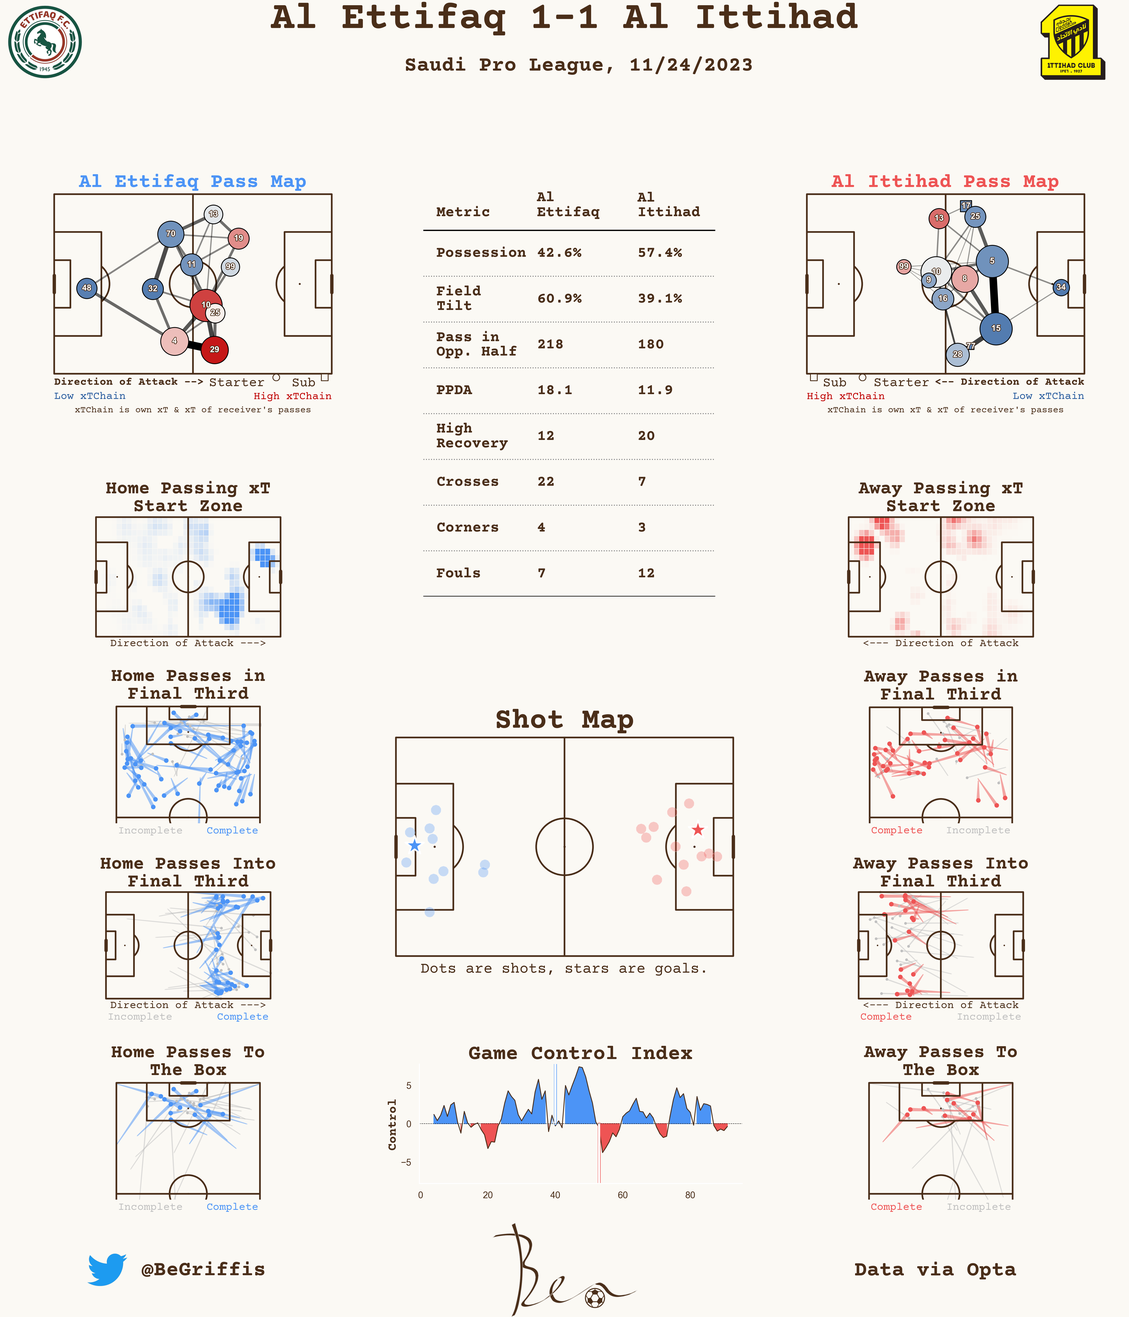 Al Ettifaq 1-1 Al Ittihad
Saudi Pro League, 11/24/2023
ETTIFAQ F.C.
1945
ITTIHAD CLUB
Al Ettifaq Pass Map
13
70
19
11
99
48
32
10
25
4
29
Direction of Attack --> Starter Sub
Low xTChain High xTChain
xTChain is own xT & xT of receiver's passes
Metric Al Ettifaq Al Ittihad
Possession 42.6% 57.4%
Field Tilt 60.9% 39.1%
Pass in Opp. Half 218 180
PPDA 18.1 11.9
High Recovery 12 20
Crosses 22 7
Corners 4 3
Fouls 7 12
Al Ittihad Pass Map
17
13
25
5
99
10
9
8
34
16
15
77
28
Sub Starter <-- Direction of Attack
High xTChain Low xTChain
xTChain is own xT & xT of receiver's passes
Home Passing xT
Start Zone
Direction of Attack --->
Away Passing xT
Start Zone
<--- Direction of Attack
Home Passes in
Final Third
Incomplete Complete
Away Passes in
Final Third
Complete Incomplete
Shot Map
Dots are shots, stars are goals.
Home Passes Into
Final Third
Direction of Attack --->
Incomplete Complete
Away Passes Into
Final Third
<--- Direction of Attack
Complete Incomplete
Home Passes To
The Box
Incomplete Complete
Game Control Index
Control
5
0
−5
0 20 40 60 80
Away Passes To
The Box
Complete Incomplete
@BeGriffis
Ben
Data via Opta